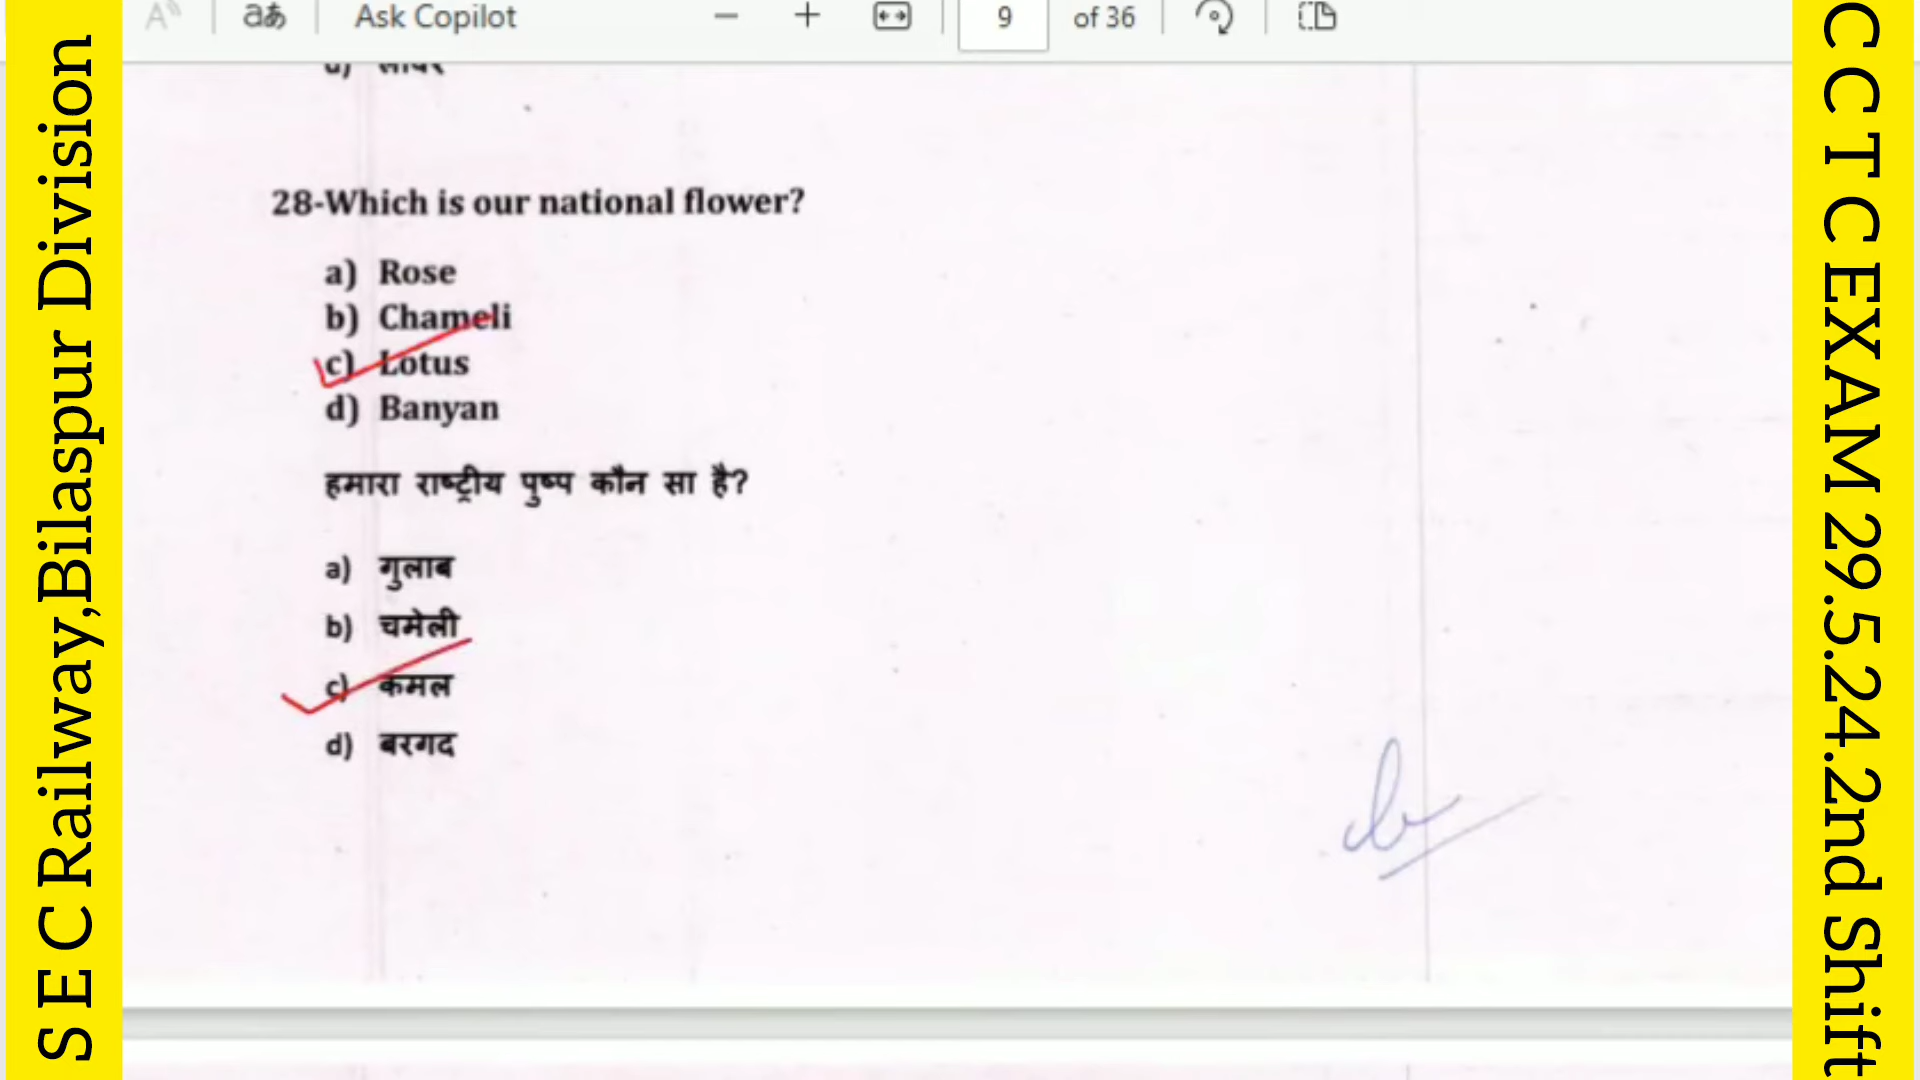 Ask Copilot
9 of 36
28-Which is our national flower?
a) Rose
b) Chameli
c) Lotus
d) Banyan
हमारा राष्ट्रीय पुष्प कौन सा है?
a) गुलाब
b) चमेली
c) कमल
d) बरगद
S E C Railway,Bilaspur Division
C C T C EXAM 29.5.24.2nd Shift